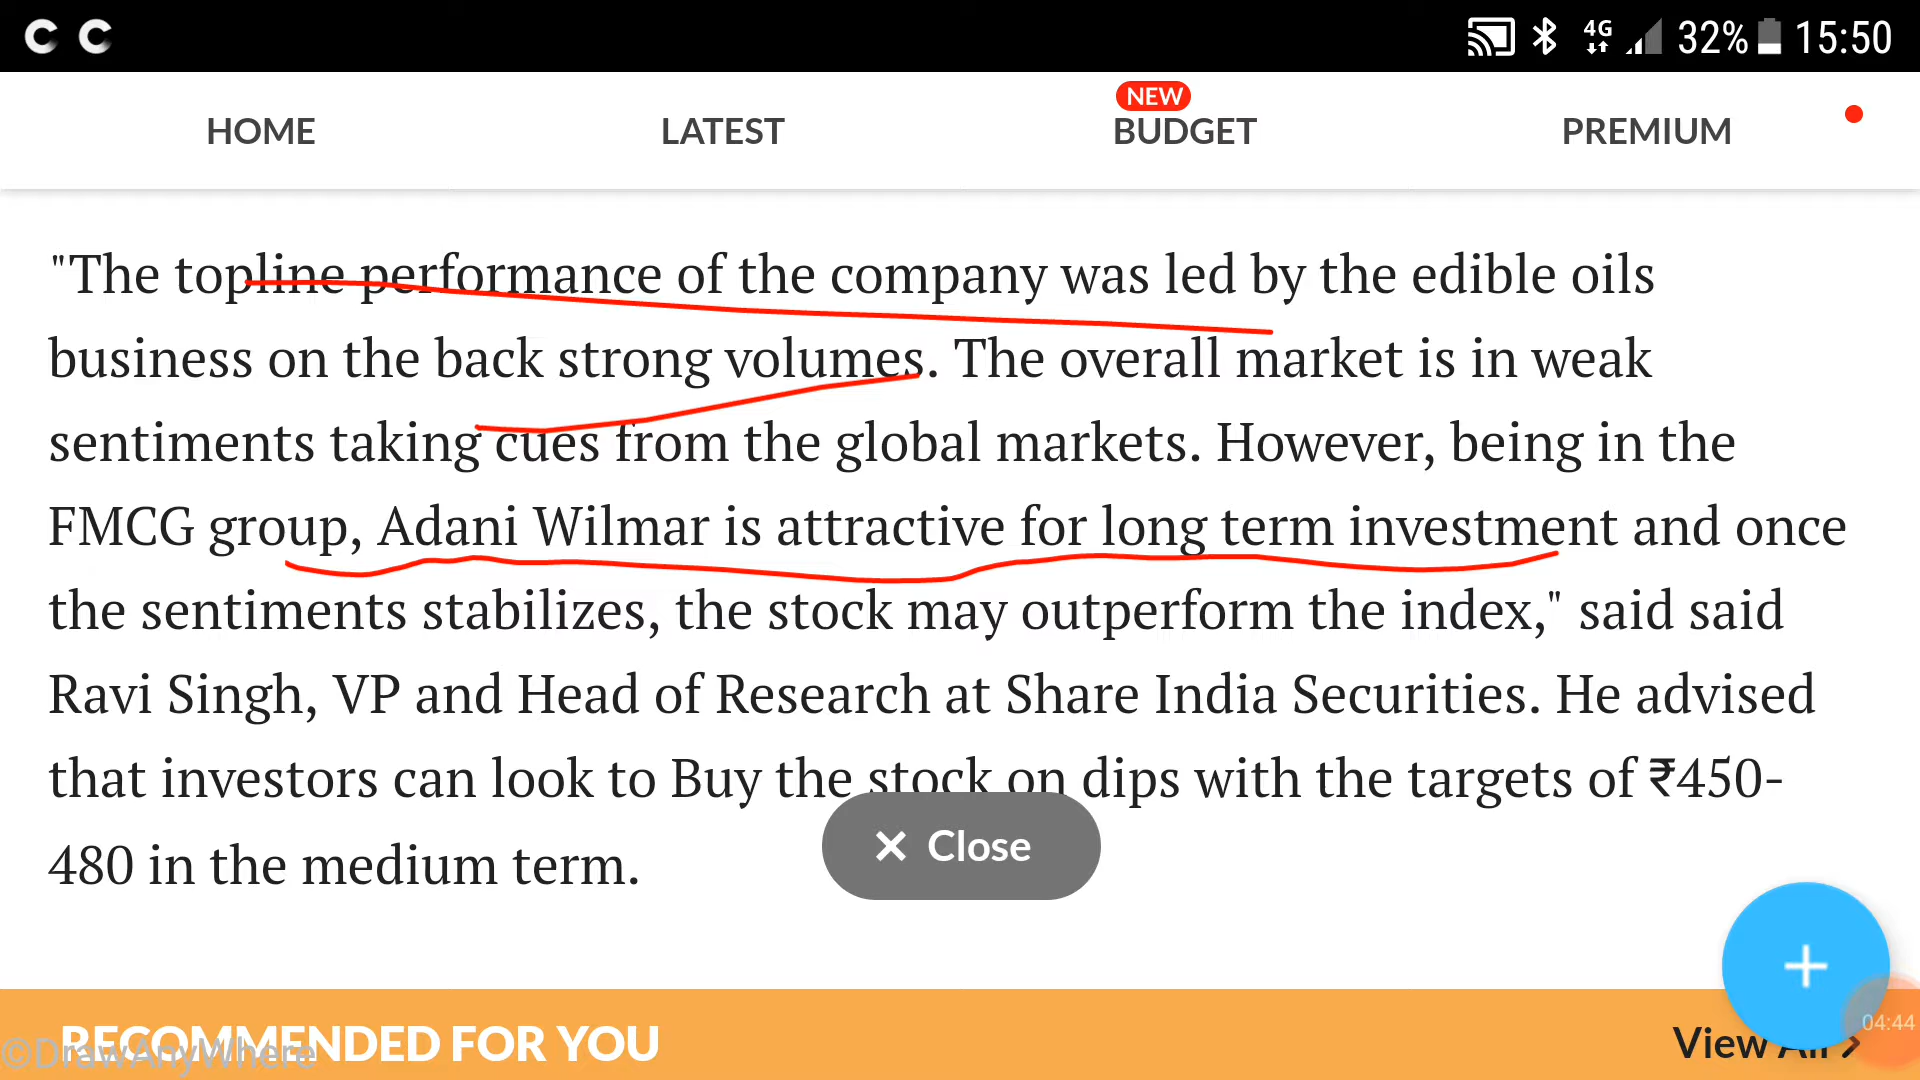 C C 4G 32% 15:50
NEW
HOME LATEST BUDGET PREMIUM
"The topline performance of the company was led by the edible oils
business on the back strong volumes. The overall market is in weak
sentiments taking cues from the global markets. However, being in the
FMCG group, Adani Wilmar is attractive for long term investment and once
the sentiments stabilizes, the stock may outperform the index," said said
Ravi Singh, VP and Head of Research at Share India Securities. He advised
that investors can look to Buy the stock on dips with the targets of ₹450-
480 in the medium term.
× Close
+
04:44
RECOMMENDED FOR YOU View All >
©DrawAnyWhere